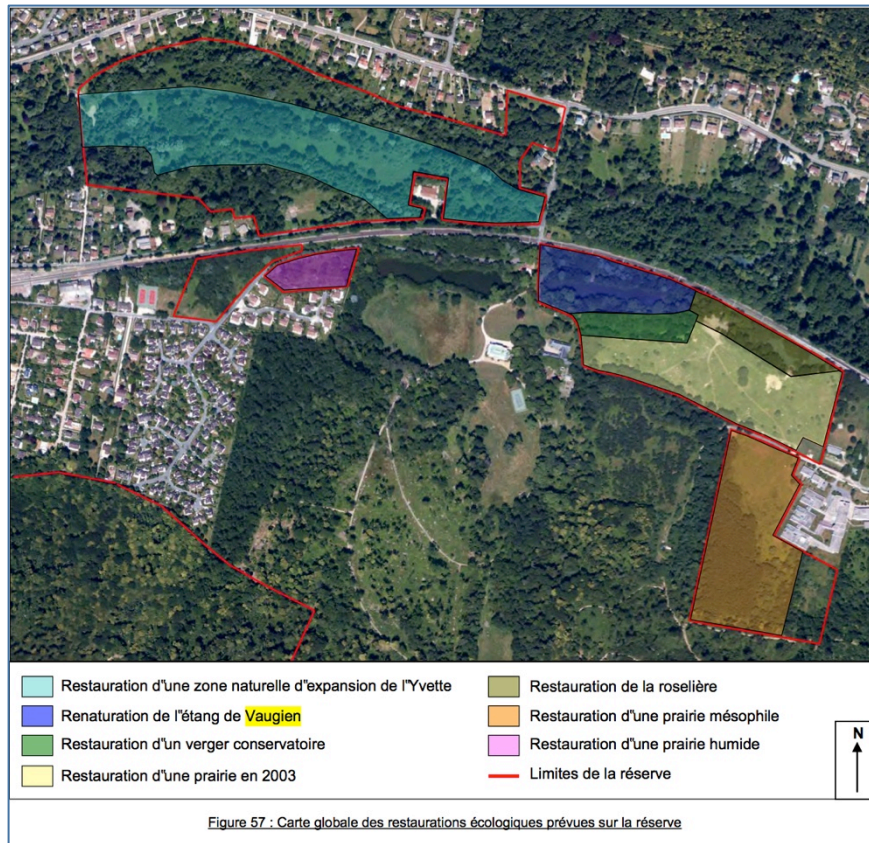 Restauration d"une zone naturelle d"expansion de l"Yvette
Renaturation de l"étang de Vaugien
Restauration d"un verger conservatoire
Restauration d"une prairie en 2003
Restauration de la roselière
Restauration d"une prairie mésophile
Restauration d"une prairie humide
Limites de la réserve
N
Figure 57 : Carte globale des restaurations écologiques prévues sur la réserve